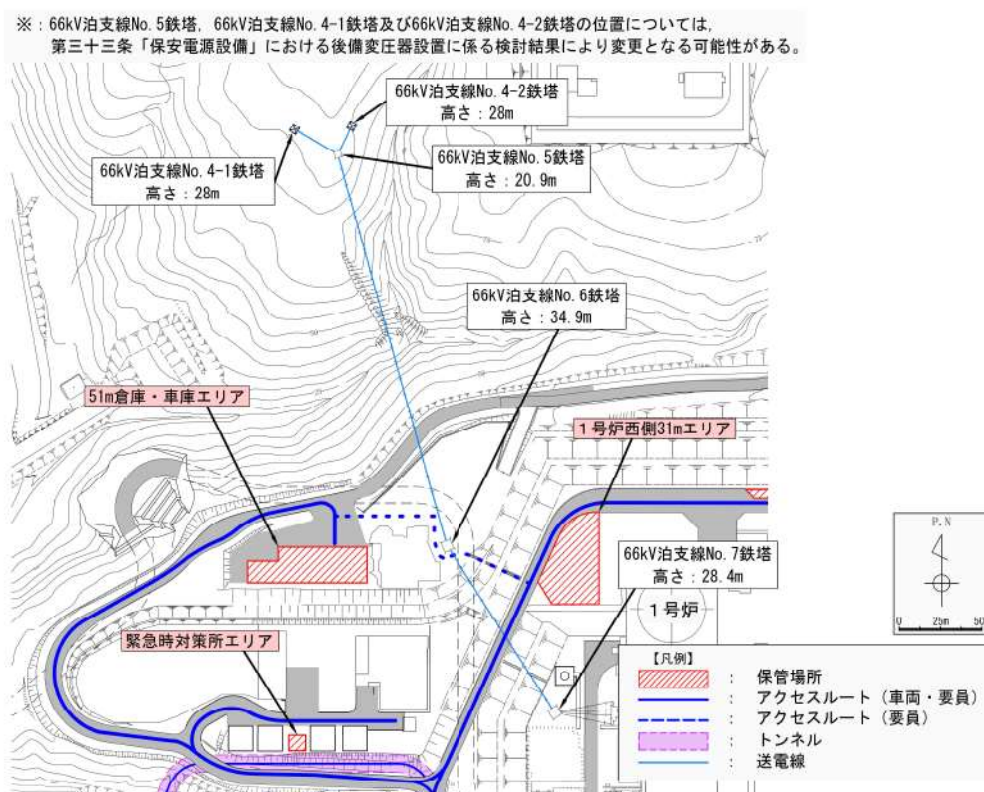 ※：66kV泊支線No.5鉄塔，66kV泊支線No.4-1鉄塔及び66kV泊支線No.4-2鉄塔の位置については，
第三十三条「保安電源設備」における後備変圧器設置に係る検討結果により変更となる可能性がある。
66kV泊支線No.4-2鉄塔
高さ：28m
66kV泊支線No.4-1鉄塔
高さ：28m
66kV泊支線No.5鉄塔
高さ：20.9m
66kV泊支線No.6鉄塔
高さ：34.9m
51m倉庫・車庫エリア
１号炉西側31mエリア
66kV泊支線No.7鉄塔
高さ：28.4m
P.N
0 25m 50
１号炉
緊急時対策所エリア
【凡例】
： 保管場所
： アクセスルート（車両・要員）
： アクセスルート（要員）
： トンネル
： 送電線